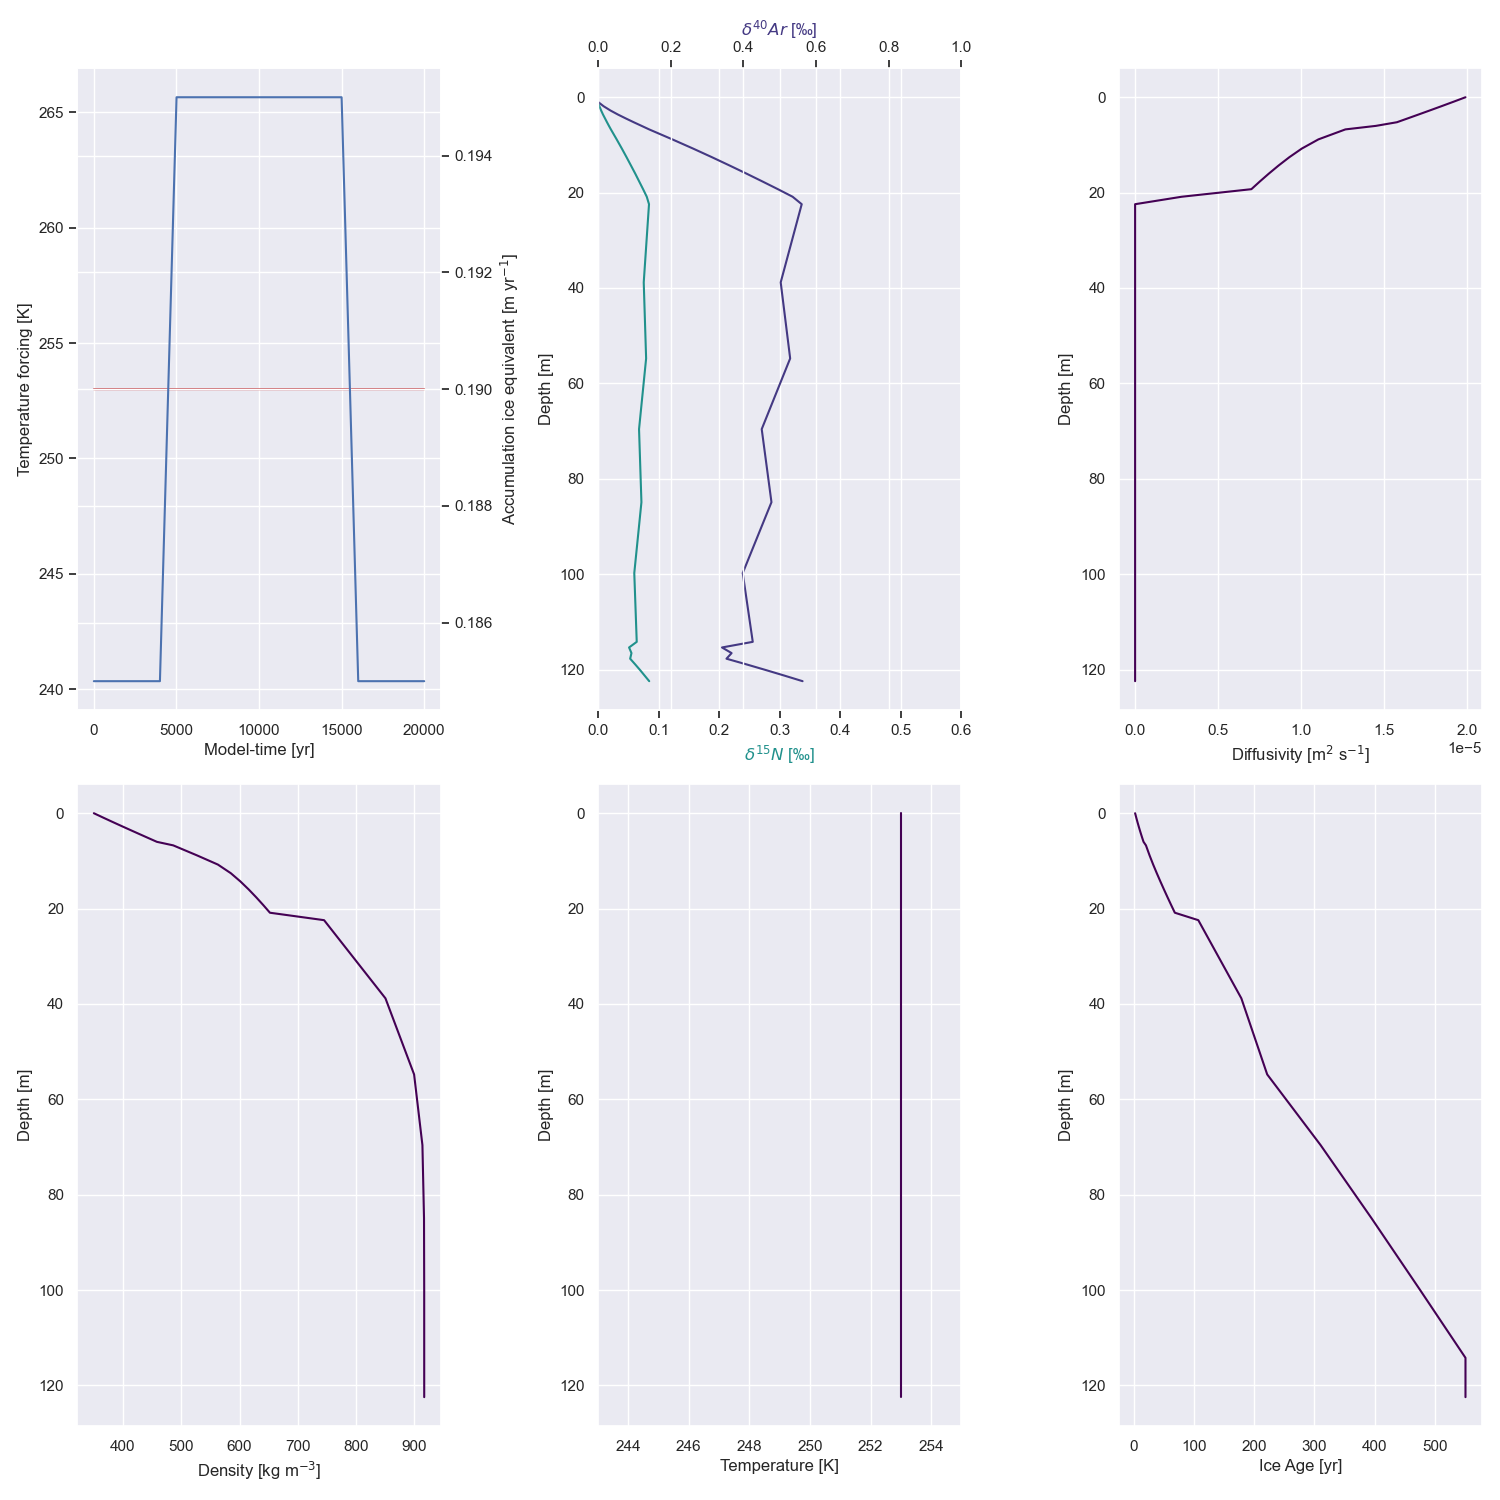 δ⁴⁰Ar [‰]
0.0 0.2 0.4 0.6 0.8 1.0
265
260
255
250
245
240
Temperature forcing [K]
0.194
0.192
0.190
0.188
0.186
Accumulation ice equivalent [m yr⁻¹]
0 5000 10000 15000 20000
Model-time [yr]
0
20
40
60
80
100
120
Depth [m]
0.0 0.1 0.2 0.3 0.4 0.5 0.6
δ¹⁵N [‰]
0
20
40
60
80
100
120
Depth [m]
0.0 0.5 1.0 1.5 2.0
1e−5
Diffusivity [m² s⁻¹]
0
20
40
60
80
100
120
Depth [m]
400 500 600 700 800 900
Density [kg m⁻³]
0
20
40
60
80
100
120
Depth [m]
244 246 248 250 252 254
Temperature [K]
0
20
40
60
80
100
120
Depth [m]
0 100 200 300 400 500
Ice Age [yr]